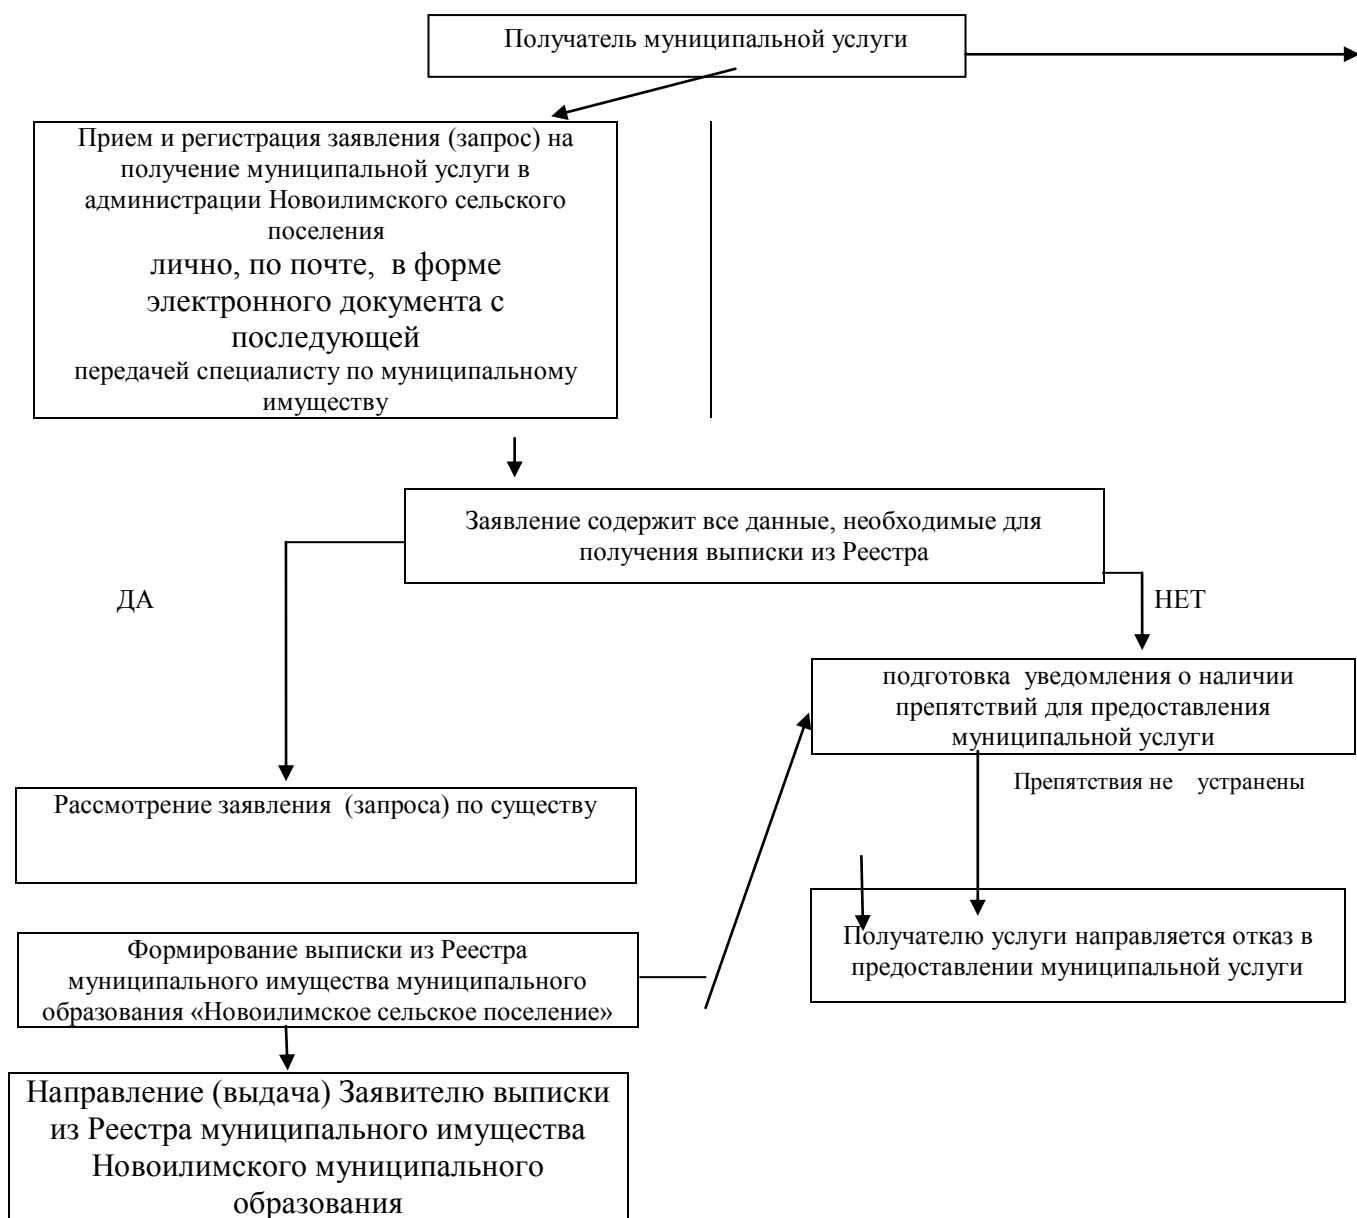 Получатель муниципальной услуги
Прием и регистрация заявления (запрос) на
получение муниципальной услуги в
администрации Новоилимского сельского
поселения
лично, по почте, в форме
электронного документа с
последующей
передачей специалисту по муниципальному
имуществу
Заявление содержит все данные, необходимые для
получения выписки из Реестра
ДА
НЕТ
подготовка уведомления о наличии
препятствий для предоставления
муниципальной услуги
Препятствия не устранены
Рассмотрение заявления (запроса) по существу
Получателю услуги направляется отказ в
предоставлении муниципальной услуги
Формирование выписки из Реестра
муниципального имущества муниципального
образования «Новоилимское сельское поселение»
Направление (выдача) Заявителю выписки
из Реестра муниципального имущества
Новоилимского муниципального
образования